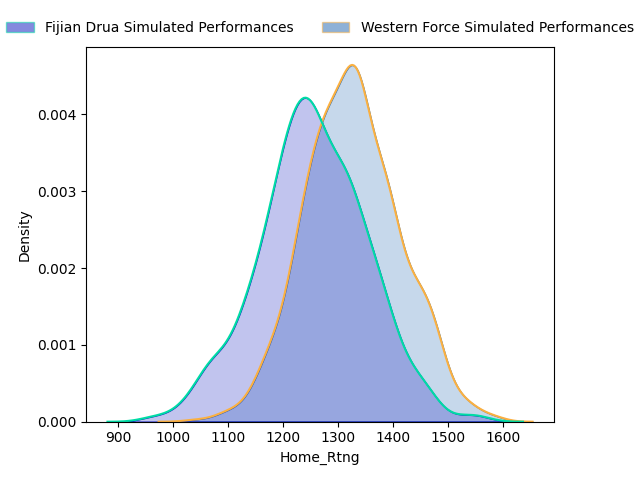 Fijian Drua Simulated Performances Western Force Simulated Performances
0.004
0.003
0.002
0.001
0.000
Density
900 1000 1100 1200 1300 1400 1500 1600
Home_Rtng